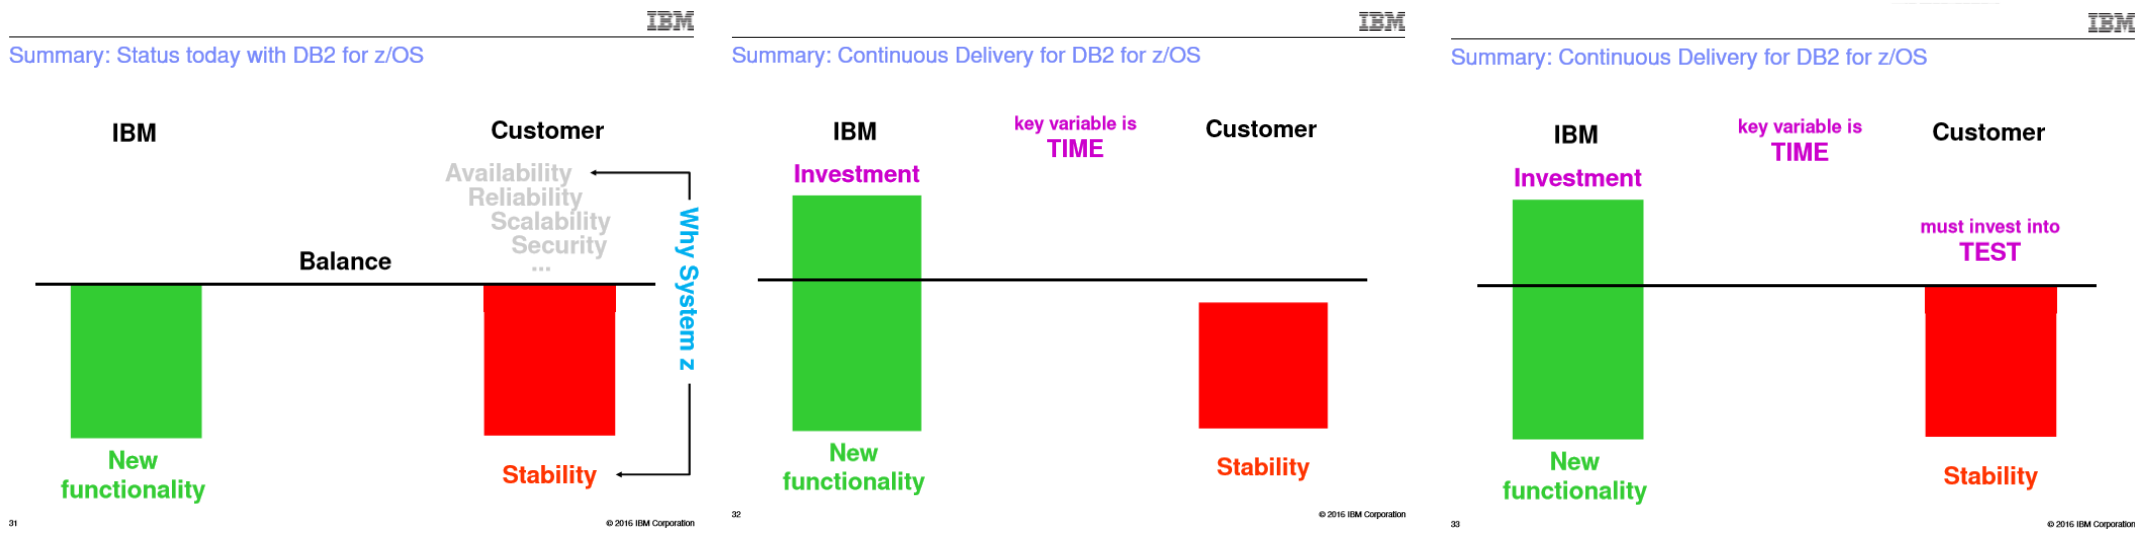 IBM
Summary: Status today with DB2 for z/OS
IBM
Customer
Availability
Reliability
Scalability
Security
...
Why System z
Balance
New
functionality
Stability
31
© 2016 IBM Corporation
IBM
Summary: Continuous Delivery for DB2 for z/OS
IBM
key variable is
TIME
Customer
Investment
New
functionality
Stability
32
© 2016 IBM Corporation
IBM
Summary: Continuous Delivery for DB2 for z/OS
IBM
key variable is
TIME
Customer
Investment
must invest into
TEST
New
functionality
Stability
33
© 2016 IBM Corporation